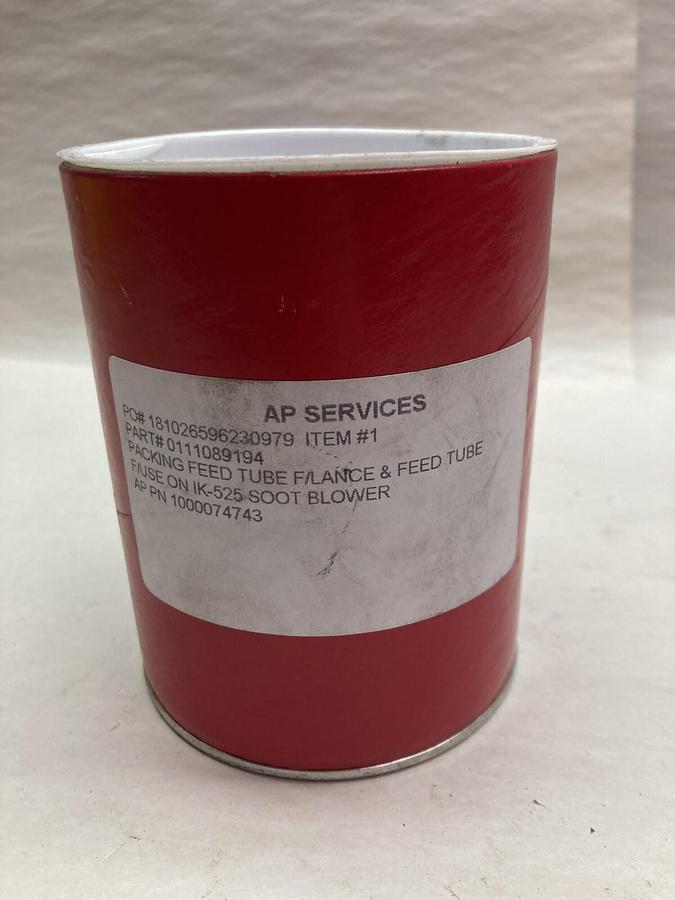 AP SERVICES
PO# 181026596230979 ITEM #1
PART# 0111089194
PACKING FEED TUBE F/LANCE & FEED TUBE
F/USE ON IK-525 SOOT BLOWER
AP PN 1000074743